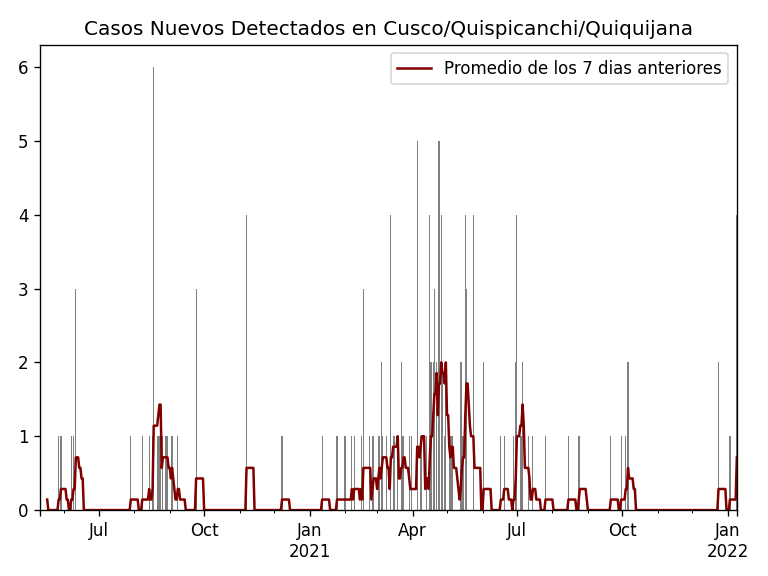 Casos Nuevos Detectados en Cusco/Quispicanchi/Quiquijana
Promedio de los 7 dias anteriores
6
5
4
3
2
1
0
Jul
Oct
Jan
2021
Apr
Jul
Oct
Jan
2022